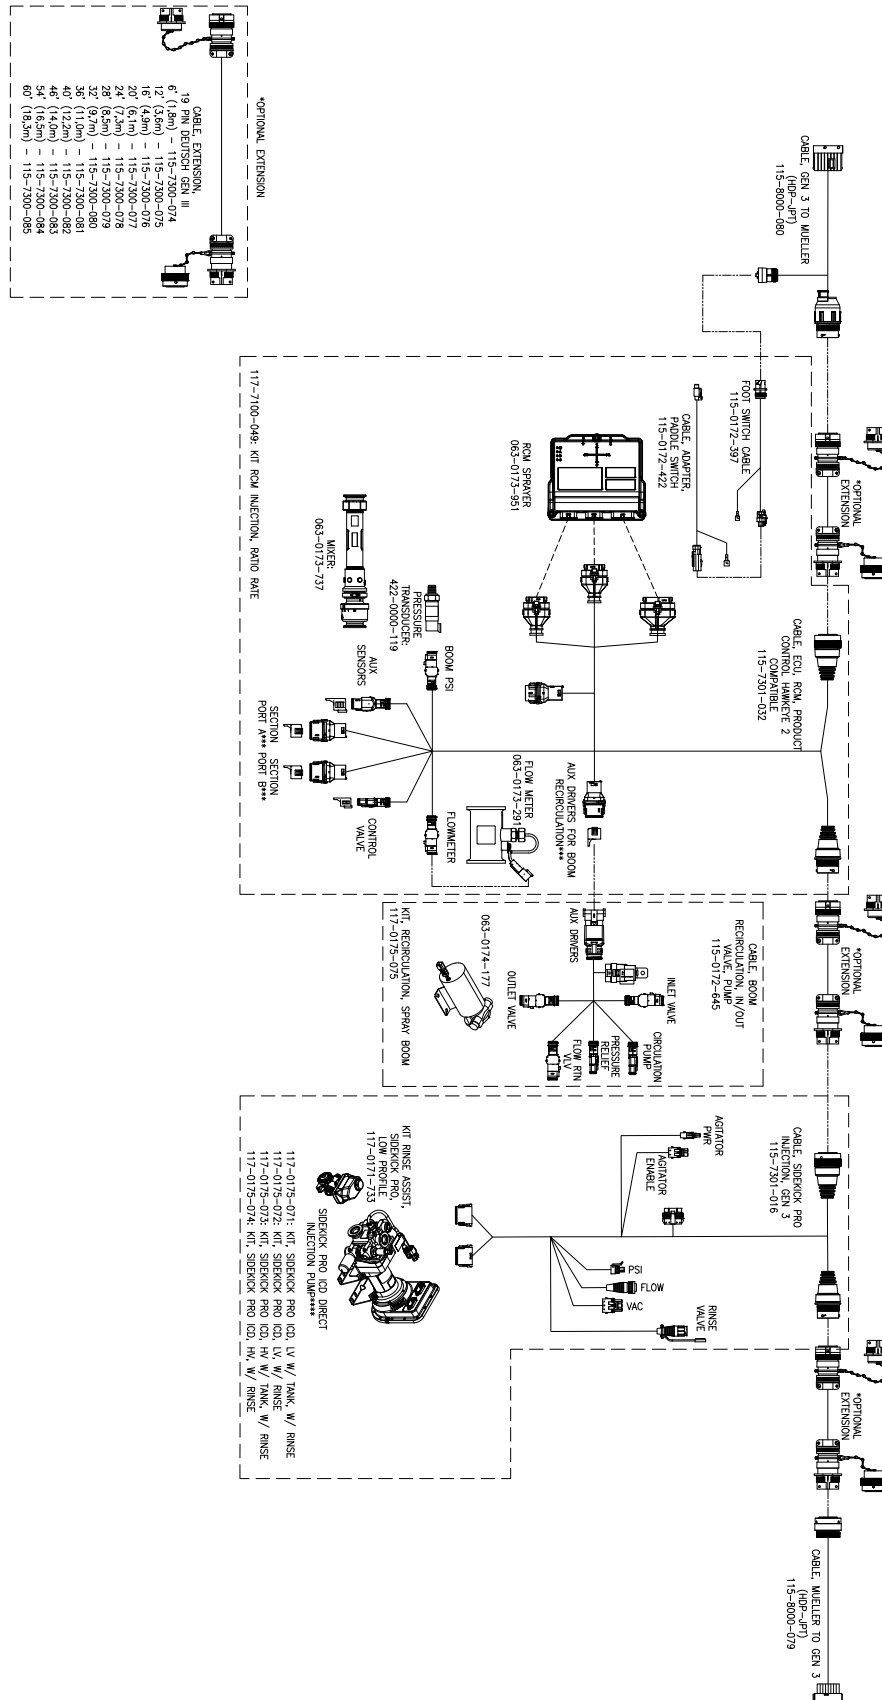 *OPTIONAL EXTENSION
CABLE, EXTENSION,
19 PIN DEUTSCH GEN III
6' (1,8m) - 115-7300-074
12' (3,6m) - 115-7300-075
16' (4,9m) - 115-7300-076
20' (6,1m) - 115-7300-077
24' (7,3m) - 115-7300-078
28' (8,5m) - 115-7300-079
32' (9,7m) - 115-7300-080
36' (11,0m) - 115-7300-081
40' (12,2m) - 115-7300-082
46' (14,0m) - 115-7300-083
54' (16,5m) - 115-7300-084
60' (18,3m) - 115-7300-085
CABLE, GEN 3 TO MUELLER
(HDP-JPT)
115-8000-080
*OPTIONAL
EXTENSION
FOOT SWITCH CABLE
115-0172-397
CABLE, ADAPTER,
PADDLE SWITCH
115-0172-422
RCM SPRAYER
063-0173-951
117-7100-049: KIT RCM INJECTION, RATIO RATE
MIXER:
063-0173-737
PRESSURE
TRANSDUCER:
422-0000-119
CABLE, ECU, RCM, PRODUCT
CONTROL HAWKEYE 2
COMPATIBLE
115-7301-032
BOOM PSI
AUX
SENSORS
SECTION
PORT A***
SECTION
PORT B***
CONTROL
VALVE
FLOWMETER
FLOW METER
063-0173-291
AUX DRIVERS FOR BOOM
RECIRCULATION***
*OPTIONAL
EXTENSION
CABLE, BOOM
RECIRCULATION, IN/OUT
VALVE, PUMP
115-0172-645
AUX DRIVERS
INLET VALVE
OUTLET VALVE
CIRCULATION
PUMP
PRESSURE
RELIEF
FLOW RTN
VLV
063-0174-177
KIT, RECIRCULATION, SPRAY BOOM
117-0175-075
CABLE, SIDEKICK PRO
INJECTION, GEN 3
115-7301-016
AGITATOR
PWR
AGITATOR
ENABLE
PSI
FLOW
VAC
RINSE
VALVE
KIT RINSE ASSIST,
SIDEKICK PRO,
LOW PROFILE
117-0171-733
SIDEKICK PRO ICD DIRECT
INJECTION PUMP****
117-0175-071: KIT, SIDEKICK PRO ICD, LV W/ TANK, W/ RINSE
117-0175-072: KIT, SIDEKICK PRO ICD, LV, W/ RINSE
117-0175-073: KIT, SIDEKICK PRO ICD, HV W/ TANK, W/ RINSE
117-0175-074: KIT, SIDEKICK PRO ICD, HV, W/ RINSE
*OPTIONAL
EXTENSION
CABLE, MUELLER TO GEN 3
(HDP-JPT)
115-8000-079